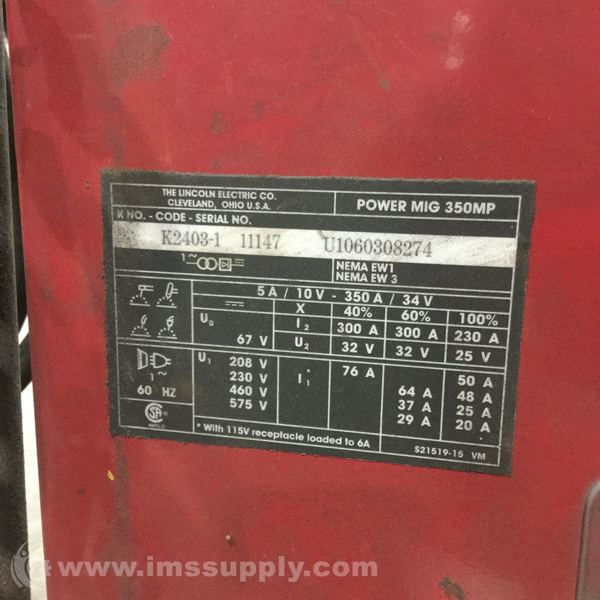 THE LINCOLN ELECTRIC CO.
CLEVELAND, OHIO U.S.A.
POWER MIG 350MP
K NO. - CODE - SERIAL NO.
K2403-1 11147 U1060308274
1~
NEMA EW1
NEMA EW 3
5 A / 10 V - 350 A / 34 V
X 40% 60% 100%
U0 67 V
I2 300 A 300 A 230 A
U2 32 V 32 V 25 V
1~
60 HZ
U1 208 V I1* 76 A 50 A
230 V 64 A 48 A
460 V 37 A 25 A
575 V 29 A 20 A
* With 115V receptacle loaded to 6A
S21519-15 VM
www.imssupply.com